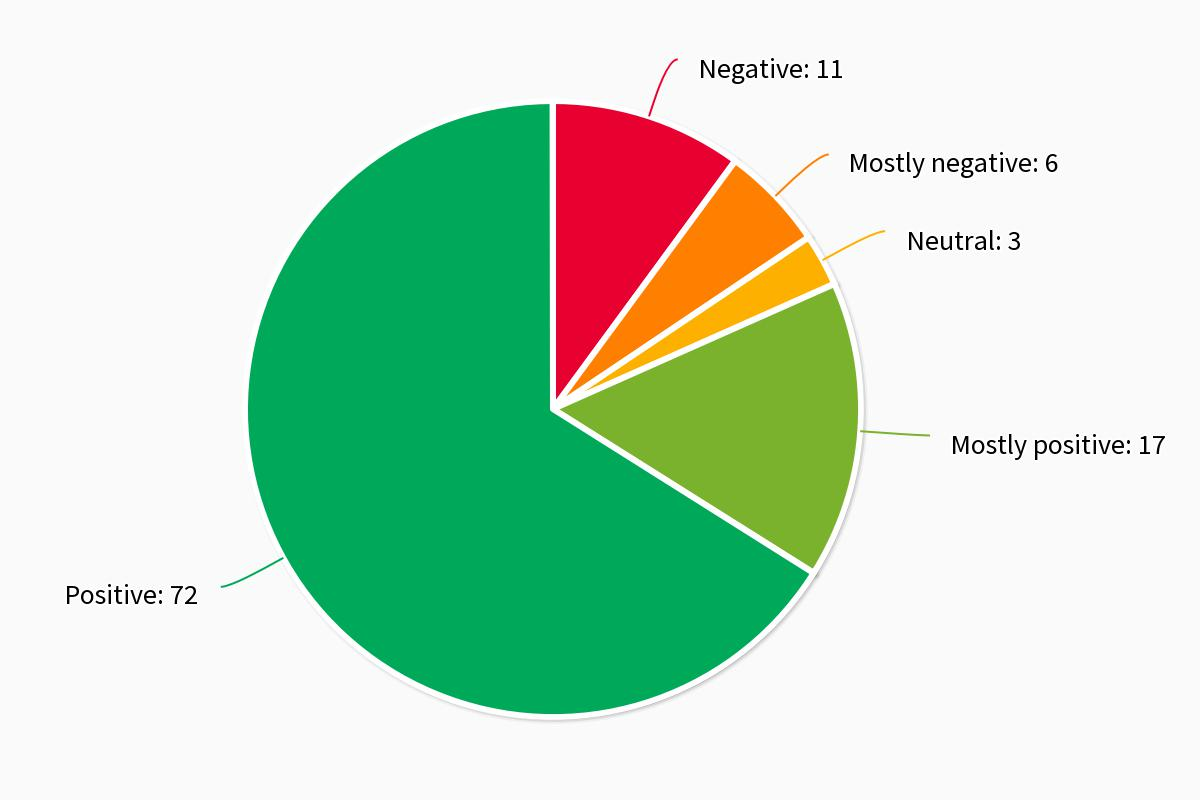 Negative: 11
Mostly negative: 6
Neutral: 3
Mostly positive: 17
Positive: 72